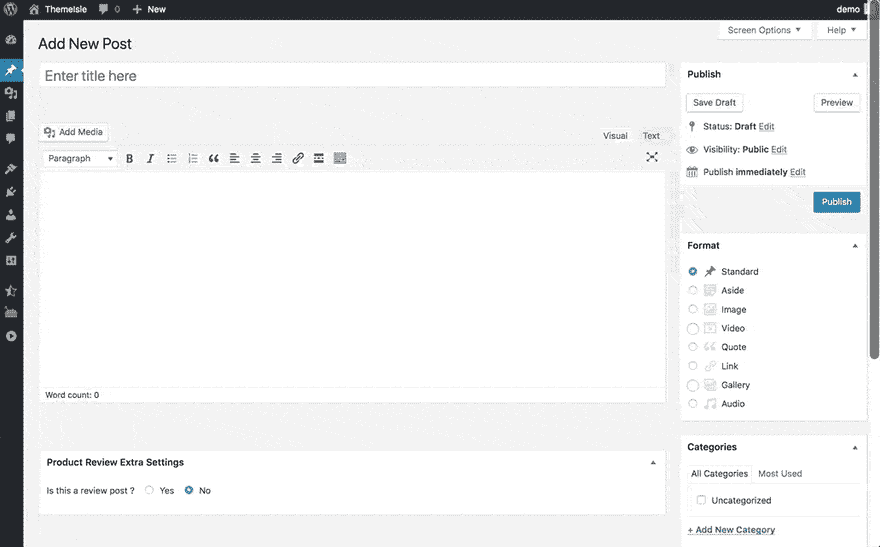 ThemeIsle 0 New demo
Screen Options Help
Add New Post
Enter title here
Add Media
Visual Text
Paragraph B I
Word count: 0
Product Review Extra Settings
Is this a review post ? Yes No
Publish
Save Draft Preview
Status: Draft Edit
Visibility: Public Edit
Publish immediately Edit
Publish
Format
Standard
Aside
Image
Video
Quote
Link
Gallery
Audio
Categories
All Categories Most Used
Uncategorized
+ Add New Category